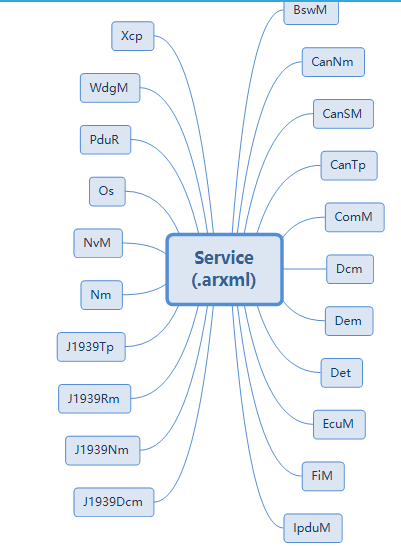 BswM
Xcp
CanNm
WdgM
CanSM
PduR
CanTp
Os
ComM
NvM
Service
(.arxml)
Dcm
Nm
Dem
J1939Tp
Det
J1939Rm
EcuM
J1939Nm
FiM
J1939Dcm
IpduM